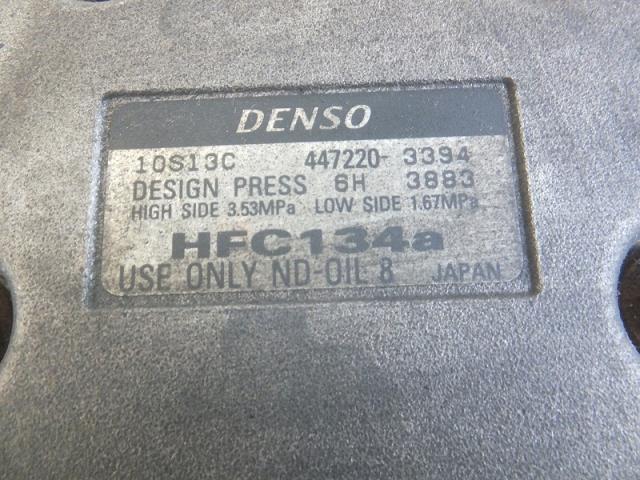 DENSO
10S13C 447220-3394
DESIGN PRESS 6H 3883
HIGH SIDE 3.53MPa LOW SIDE 1.67MPa
HFC134a
USE ONLY ND-OIL 8 JAPAN